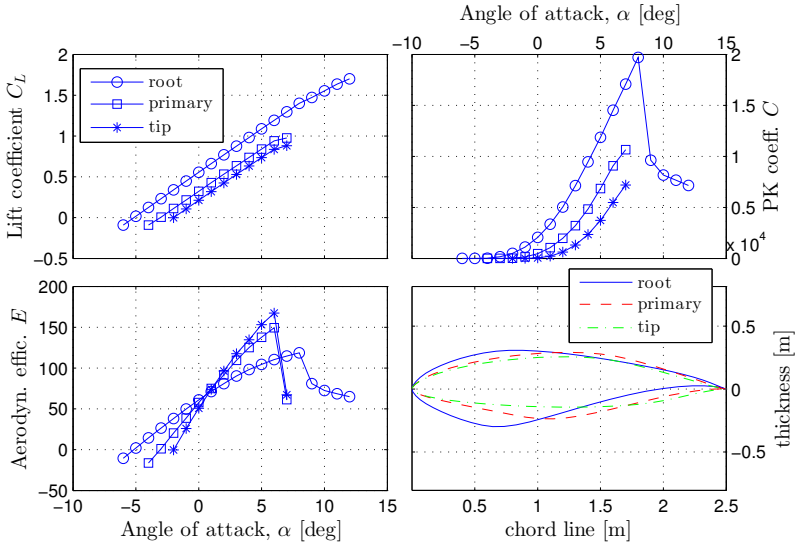 Angle of attack, α [deg]
−10 −5 0 5 10 15
2
1.5
1
0.5
0
−0.5
Lift coefficient C_L
root
primary
tip
2
1.5
1
0.5
0
x 10^4
PK coeff. C
200
150
100
50
0
−50
Aerodyn. effic. E
−10 −5 0 5 10 15
Angle of attack, α [deg]
root
primary
tip
0.5
0
−0.5
thickness [m]
0.5 1 1.5 2 2.5
chord line [m]